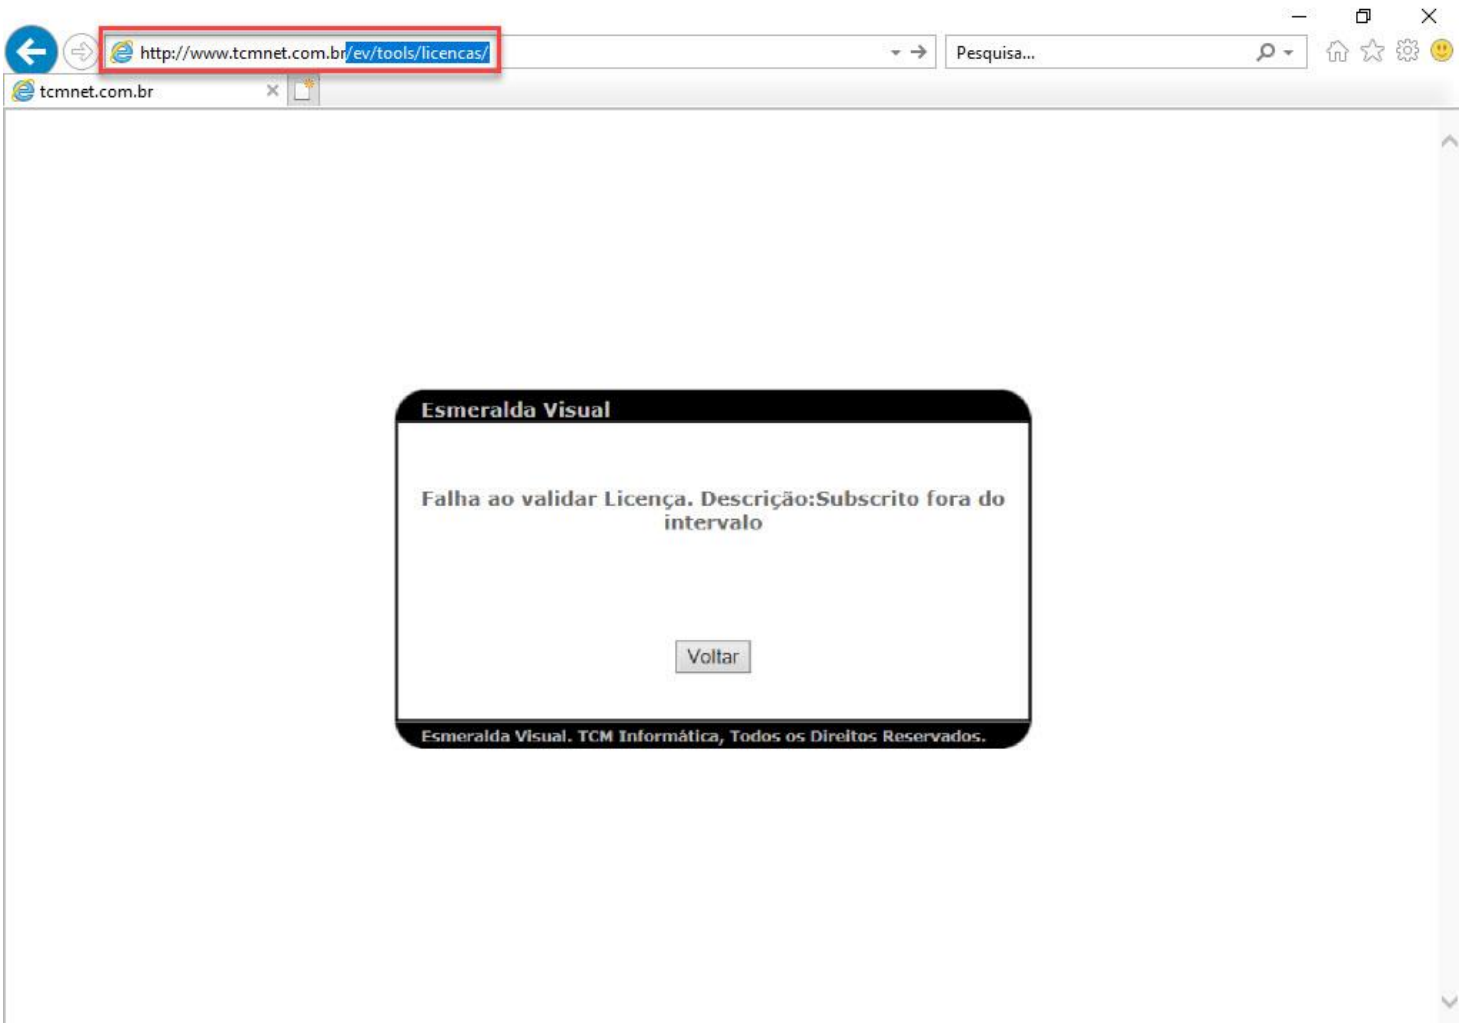 http://www.tcmnet.com.br/ev/tools/licencas/
Pesquisa...
tcmnet.com.br
Esmeralda Visual
Falha ao validar Licença. Descrição:Subscrito fora do
intervalo
Voltar
Esmeralda Visual. TCM Informática, Todos os Direitos Reservados.